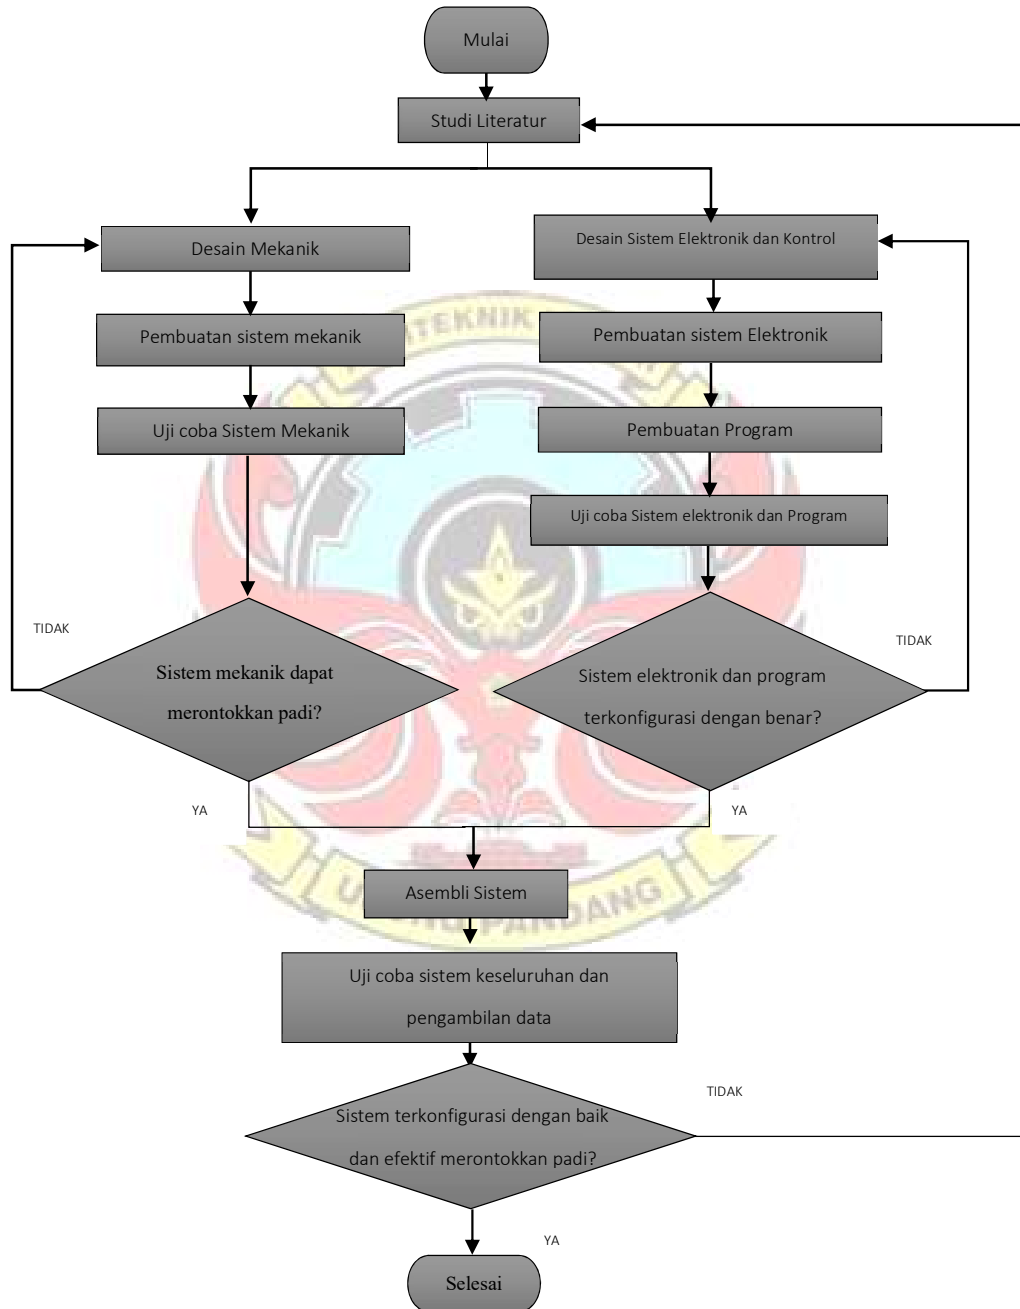 Mulai
Studi Literatur
Desain Mekanik
Desain Sistem Elektronik dan Kontrol
Pembuatan sistem mekanik
Pembuatan sistem Elektronik
Uji coba Sistem Mekanik
Pembuatan Program
Uji coba Sistem elektronik dan Program
TIDAK
Sistem mekanik dapat
merontokkan padi?
TIDAK
Sistem elektronik dan program
terkonfigurasi dengan benar?
YA
YA
Asembli Sistem
PANDANG
Uji coba sistem keseluruhan dan
pengambilan data
TIDAK
Sistem terkonfigurasi dengan baik
dan efektif merontokkan padi?
YA
Selesai